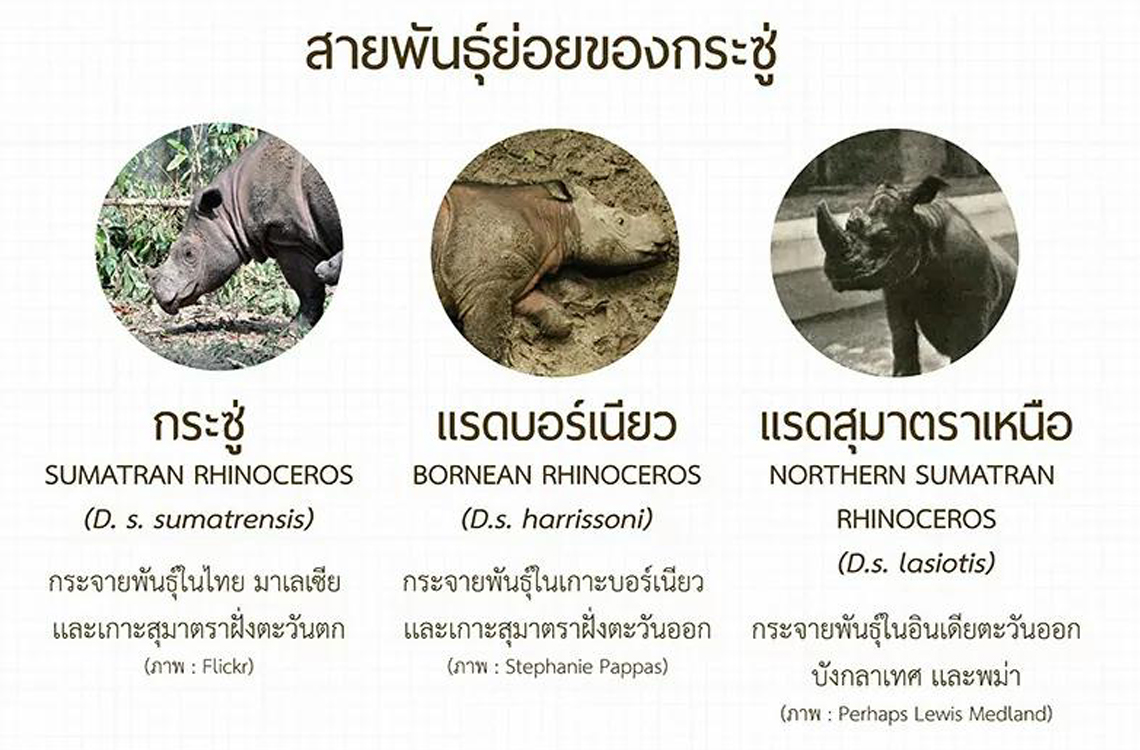 สายพันธุ์ย่อยของกระซู่
กระซู่
SUMATRAN RHINOCEROS
(D. s. sumatrensis)
กระจายพันธุ์ในไทย มาเลเซีย
และเกาะสุมาตราฝั่งตะวันตก
(ภาพ : Flickr)
แรดบอร์เนียว
BORNEAN RHINOCEROS
(D.s. harrissoni)
กระจายพันธุ์ในเกาะบอร์เนียว
และเกาะสุมาตราฝั่งตะวันออก
(ภาพ : Stephanie Pappas)
แรดสุมาตราเหนือ
NORTHERN SUMATRAN
RHINOCEROS
(D.s. lasiotis)
กระจายพันธุ์ในอินเดียตะวันออก
บังกลาเทศ และพม่า
(ภาพ : Perhaps Lewis Medland)